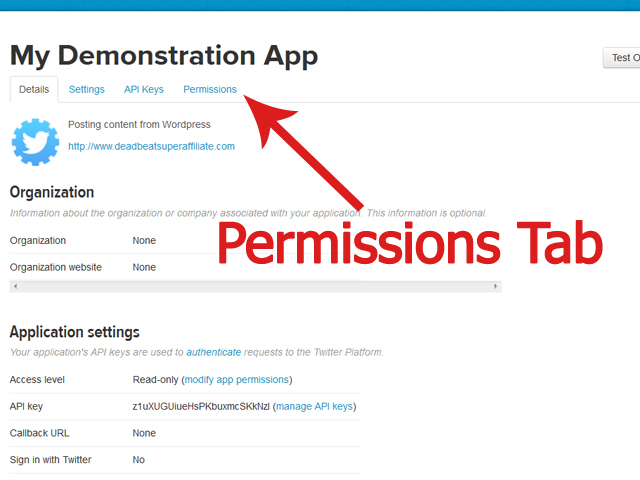 My Demonstration App
Test O
Details Settings API Keys Permissions
Posting content from Wordpress
http://www.deadbeatsuperaffiliate.com
Organization
Information about the organization or company associated with your application. This information is optional.
Organization None
Permissions Tab
Organization website None
Application settings
Your application's API keys are used to authenticate requests to the Twitter Platform.
Access level Read-only (modify app permissions)
API key z1uXUGUiueHsPKbuxmcSKkNzl (manage API keys)
Callback URL None
Sign in with Twitter No